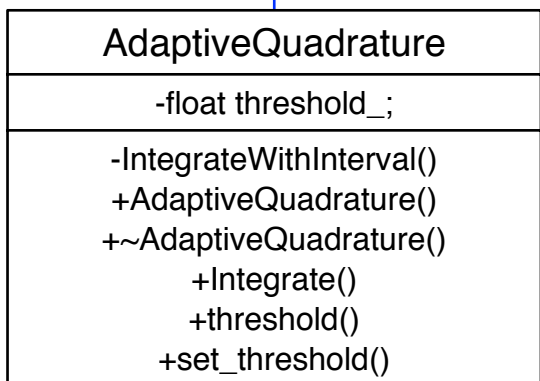 AdaptiveQuadrature
-float threshold_;
-IntegrateWithInterval()
+AdaptiveQuadrature()
+~AdaptiveQuadrature()
+Integrate()
+threshold()
+set_threshold()